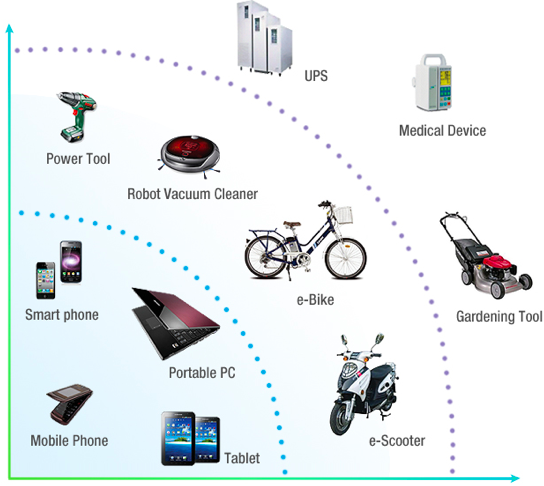 UPS
Medical Device
Power Tool
Robot Vacuum Cleaner
e-Bike
Gardening Tool
Smart phone
Portable PC
Mobile Phone
Tablet
e-Scooter